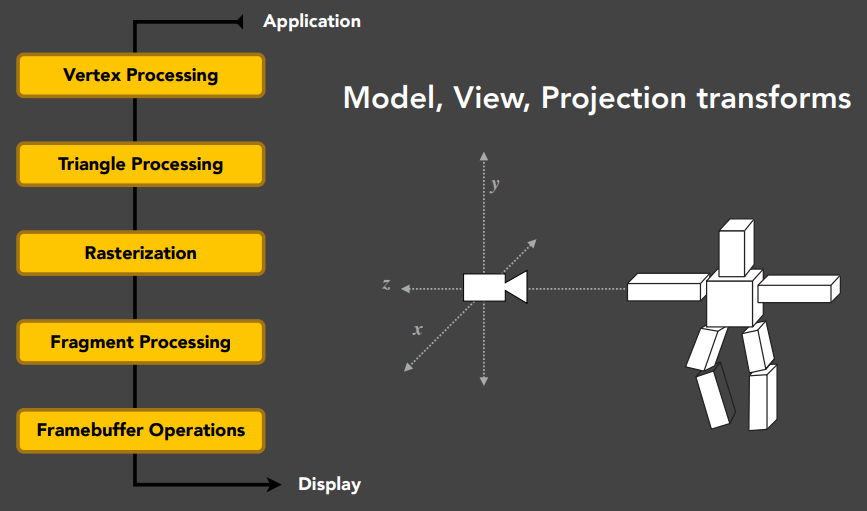 Application
Vertex Processing
Triangle Processing
Rasterization
Fragment Processing
Framebuffer Operations
Display
Model, View, Projection transforms
y
z
x